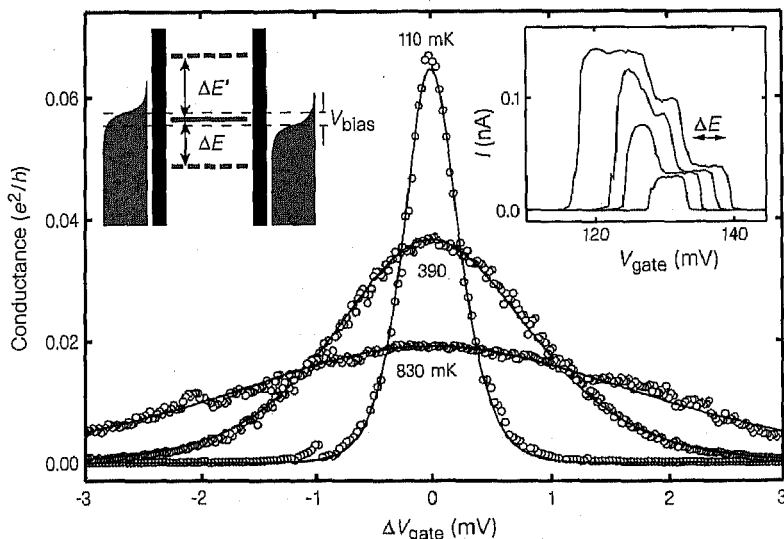 110 mK
0.06
ΔE'
V_bias
ΔE
I (nA)
0.1
0.0
ΔE
120
140
V_gate (mV)
Conductance (e²/h)
0.04
390
0.02
830 mK
0.00
-3
-2
-1
0
1
2
3
ΔV_gate (mV)